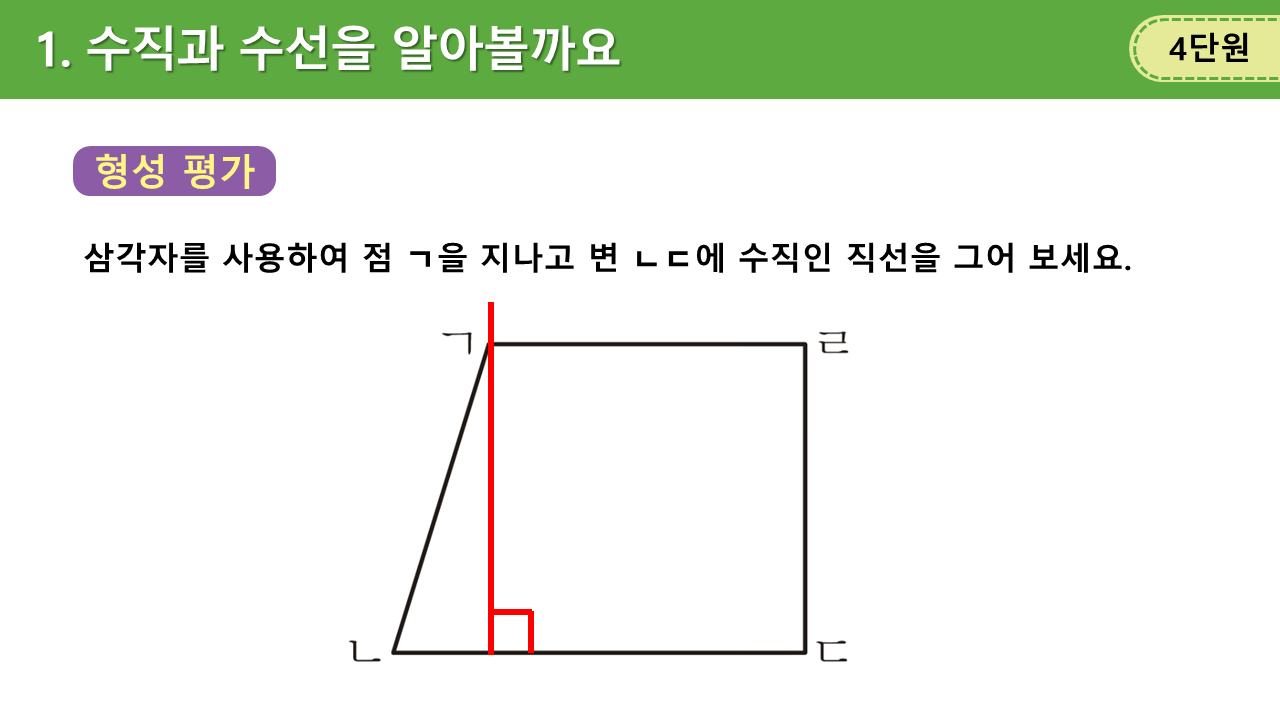 1. 수직과 수선을 알아볼까요
4단원
형성 평가
삼각자를 사용하여 점 ㄱ을 지나고 변 ㄴㄷ에 수직인 직선을 그어 보세요.
ㄱ
ㄹ
ㄴ
ㄷ